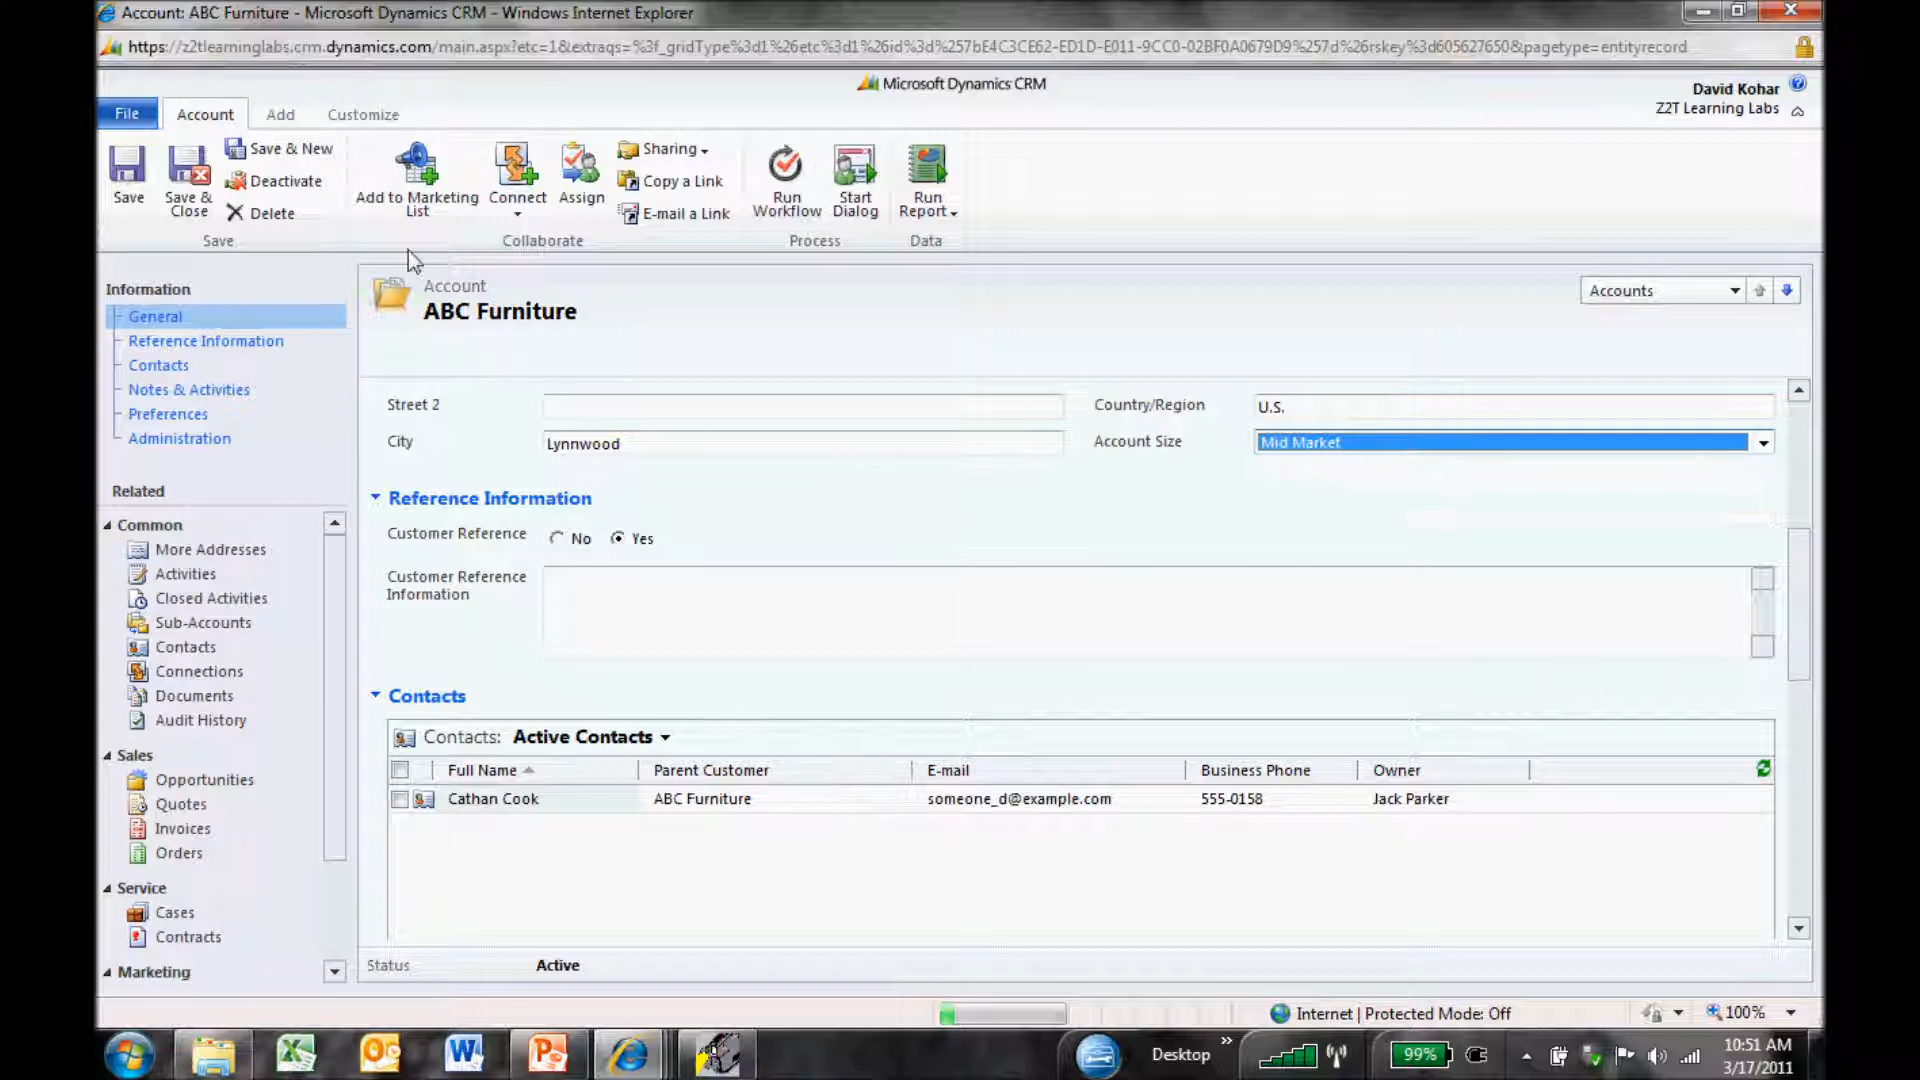 Account: ABC Furniture - Microsoft Dynamics CRM - Windows Internet Explorer
https://z2tlearninglabs.crm.dynamics.com/main.aspx?etc=1&extraqs=%3f_gridType%3d1%26etc%3d1%26id%3d%257bE4C3CE62-ED1D-E011-9CC0-02BF0A0679D9%257d%26rskey%3d605627650&pagetype=entityrecord
Microsoft Dynamics CRM
David Kohar
Z2T Learning Labs
File Account Add Customize
Save
Save & Close
Save & New
Deactivate
Delete
Add to Marketing List
Connect
Assign
Sharing
Copy a Link
E-mail a Link
Run Workflow
Start Dialog
Run Report
Save Collaborate Process Data
Information
General
Reference Information
Contacts
Notes & Activities
Preferences
Administration
Related
Common
More Addresses
Activities
Closed Activities
Sub-Accounts
Contacts
Connections
Documents
Audit History
Sales
Opportunities
Quotes
Invoices
Orders
Service
Cases
Contracts
Marketing
Account
ABC Furniture
Accounts
Street 2 Country/Region U.S.
City Lynnwood Account Size Mid Market
Reference Information
Customer Reference No Yes
Customer Reference
Information
Contacts
Contacts: Active Contacts
Full Name Parent Customer E-mail Business Phone Owner
Cathan Cook ABC Furniture someone_d@example.com 555-0158 Jack Parker
Status Active
Internet | Protected Mode: Off 100%
Desktop 99% 10:51 AM
3/17/2011